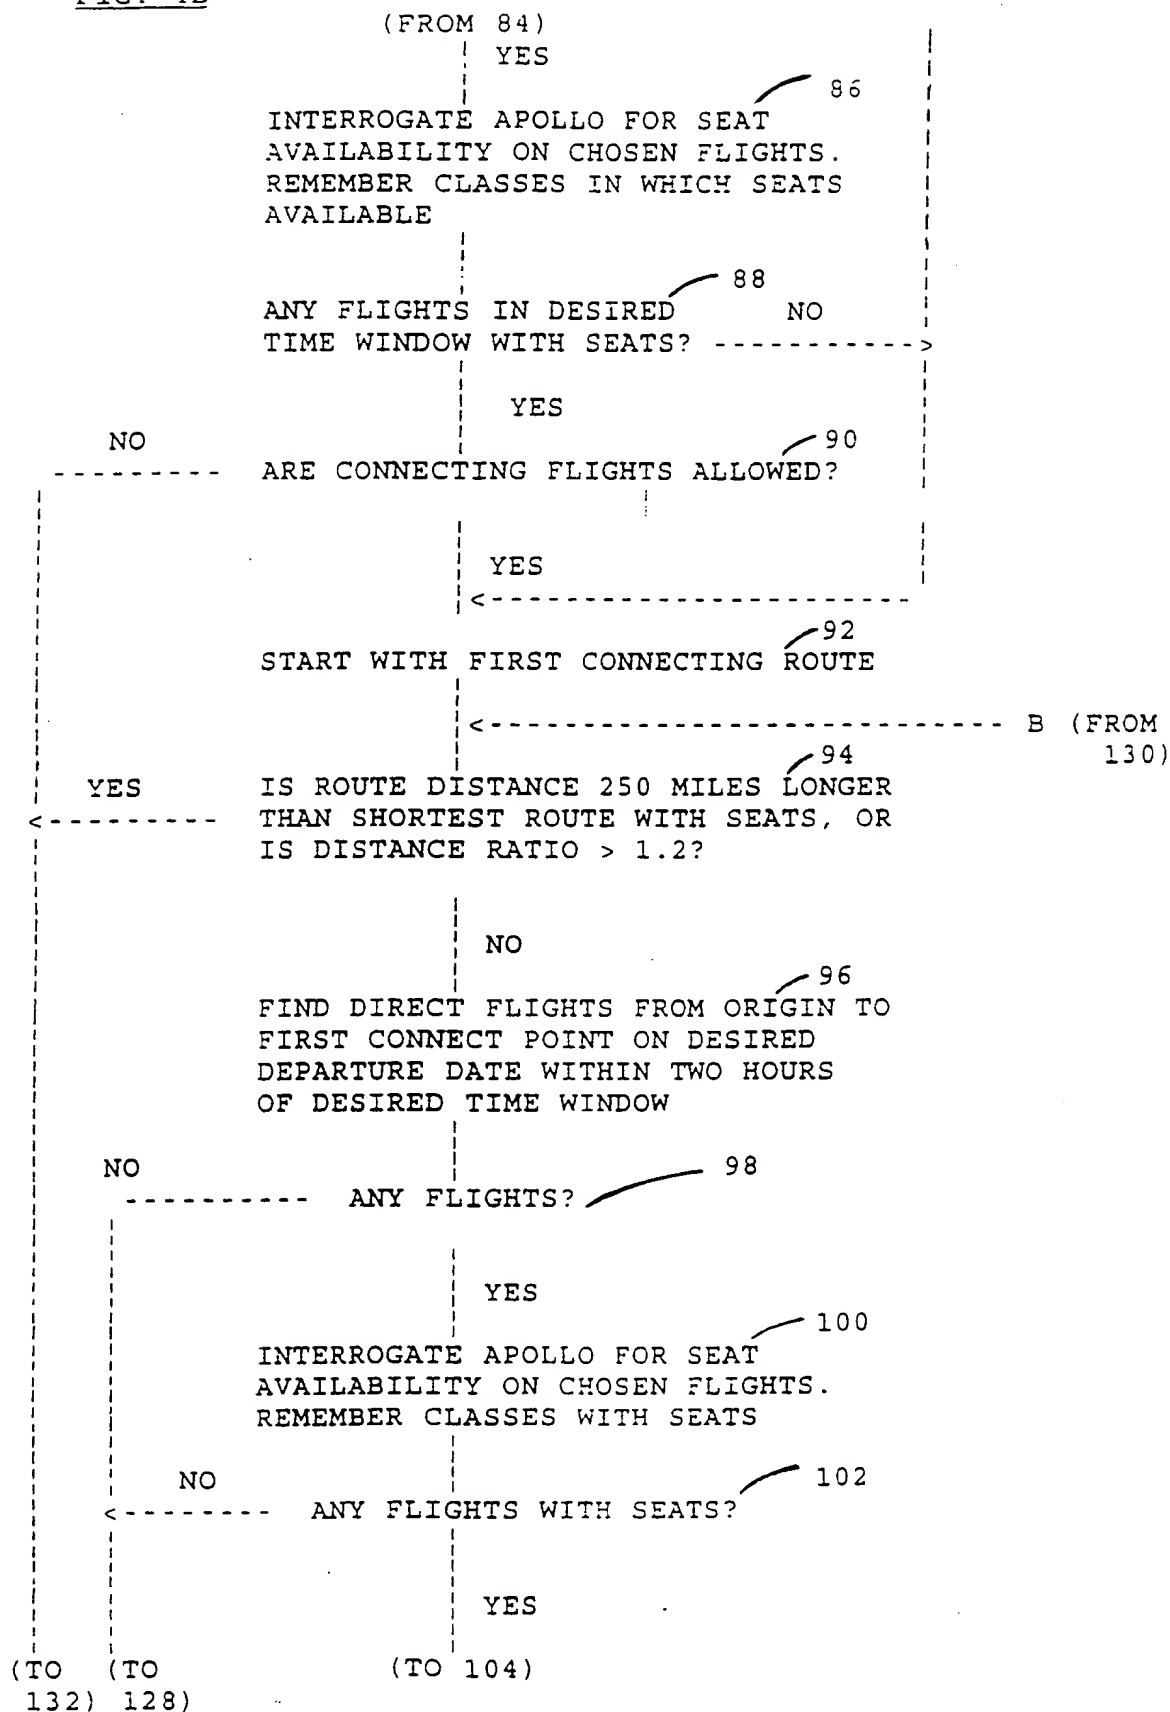 (FROM 84)
YES
86
INTERROGATE APOLLO FOR SEAT
AVAILABILITY ON CHOSEN FLIGHTS.
REMEMBER CLASSES IN WHICH SEATS
AVAILABLE
88
ANY FLIGHTS IN DESIRED NO
TIME WINDOW WITH SEATS?
YES
NO
90
ARE CONNECTING FLIGHTS ALLOWED?
YES
92
START WITH FIRST CONNECTING ROUTE
B (FROM
130)
94
YES
IS ROUTE DISTANCE 250 MILES LONGER
THAN SHORTEST ROUTE WITH SEATS, OR
IS DISTANCE RATIO > 1.2?
NO
96
FIND DIRECT FLIGHTS FROM ORIGIN TO
FIRST CONNECT POINT ON DESIRED
DEPARTURE DATE WITHIN TWO HOURS
OF DESIRED TIME WINDOW
NO
98
ANY FLIGHTS?
YES
100
INTERROGATE APOLLO FOR SEAT
AVAILABILITY ON CHOSEN FLIGHTS.
REMEMBER CLASSES WITH SEATS
NO
102
ANY FLIGHTS WITH SEATS?
YES
(TO (TO (TO 104)
132) 128)